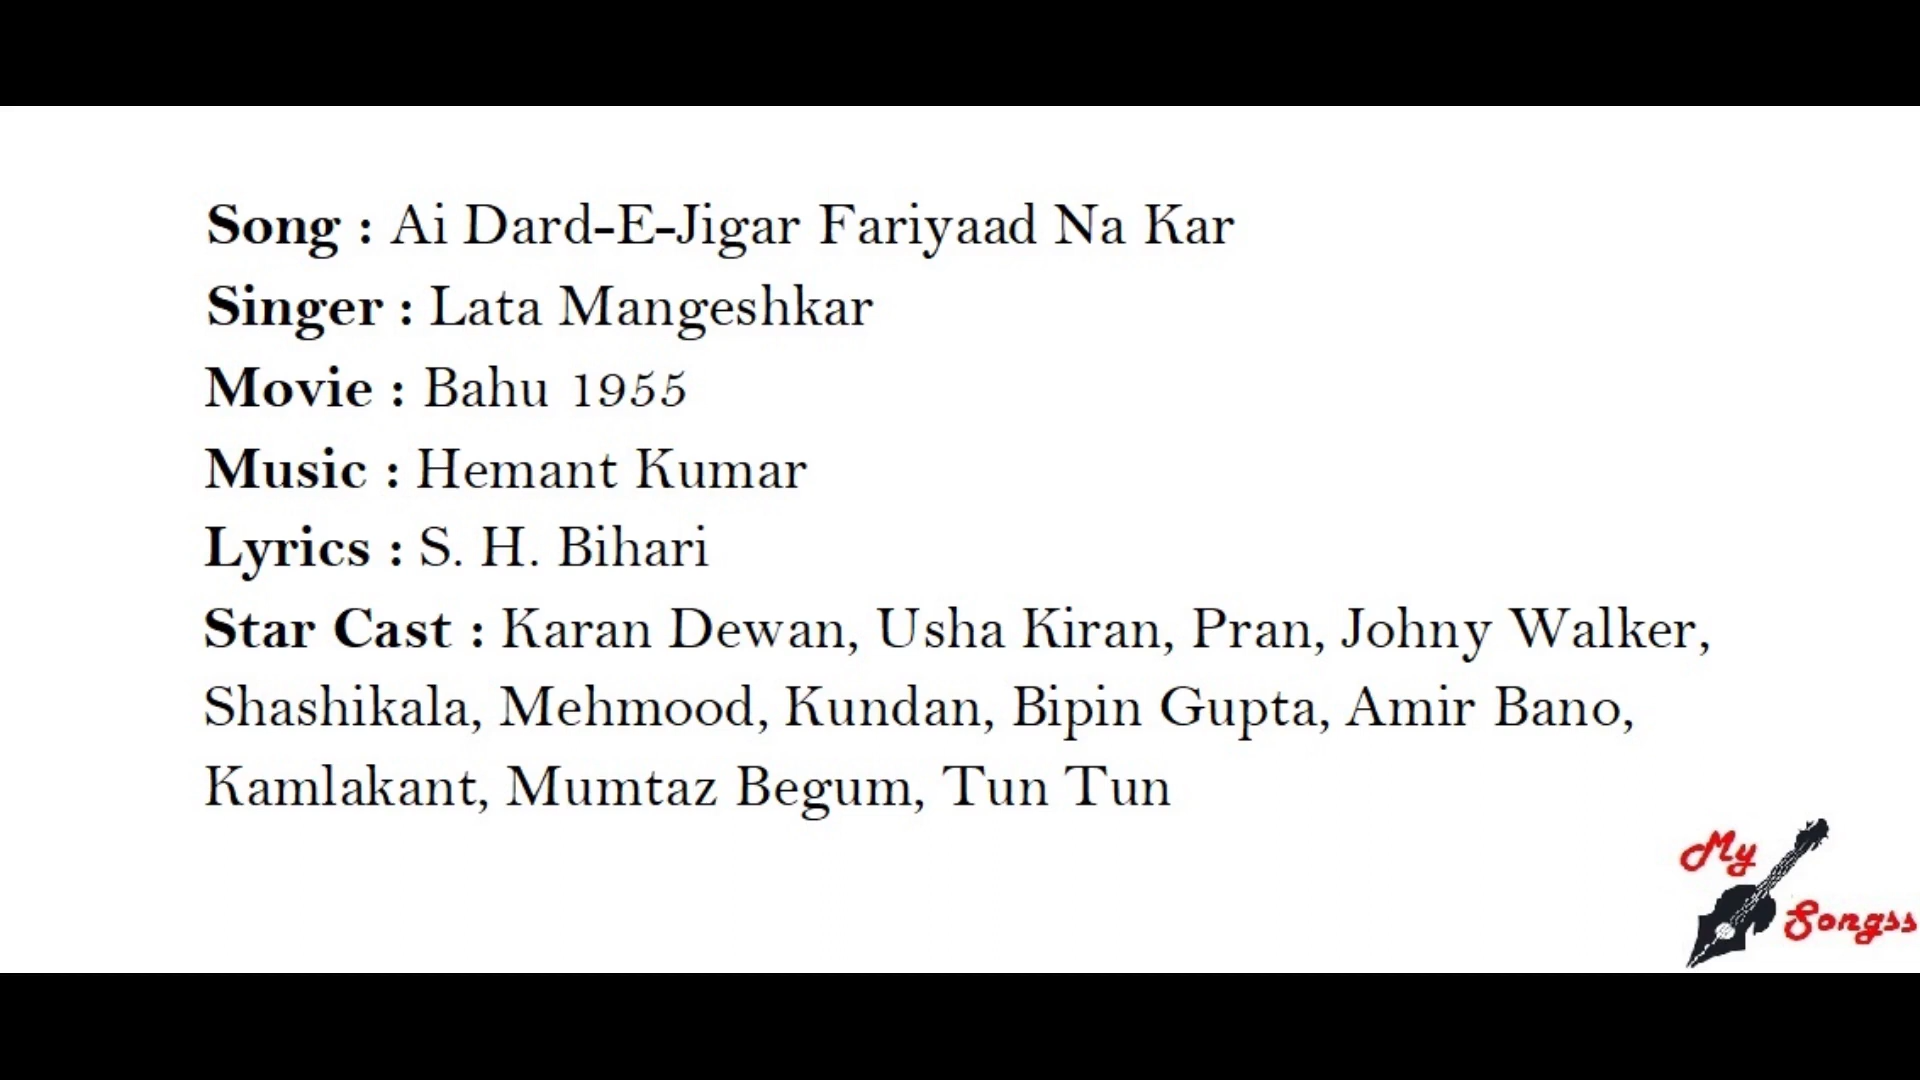 Song : Ai Dard-E-Jigar Fariyaad Na Kar
Singer : Lata Mangeshkar
Movie : Bahu 1955
Music : Hemant Kumar
Lyrics : S. H. Bihari
Star Cast : Karan Dewan, Usha Kiran, Pran, Johny Walker,
Shashikala, Mehmood, Kundan, Bipin Gupta, Amir Bano,
Kamlakant, Mumtaz Begum, Tun Tun
My
Songss